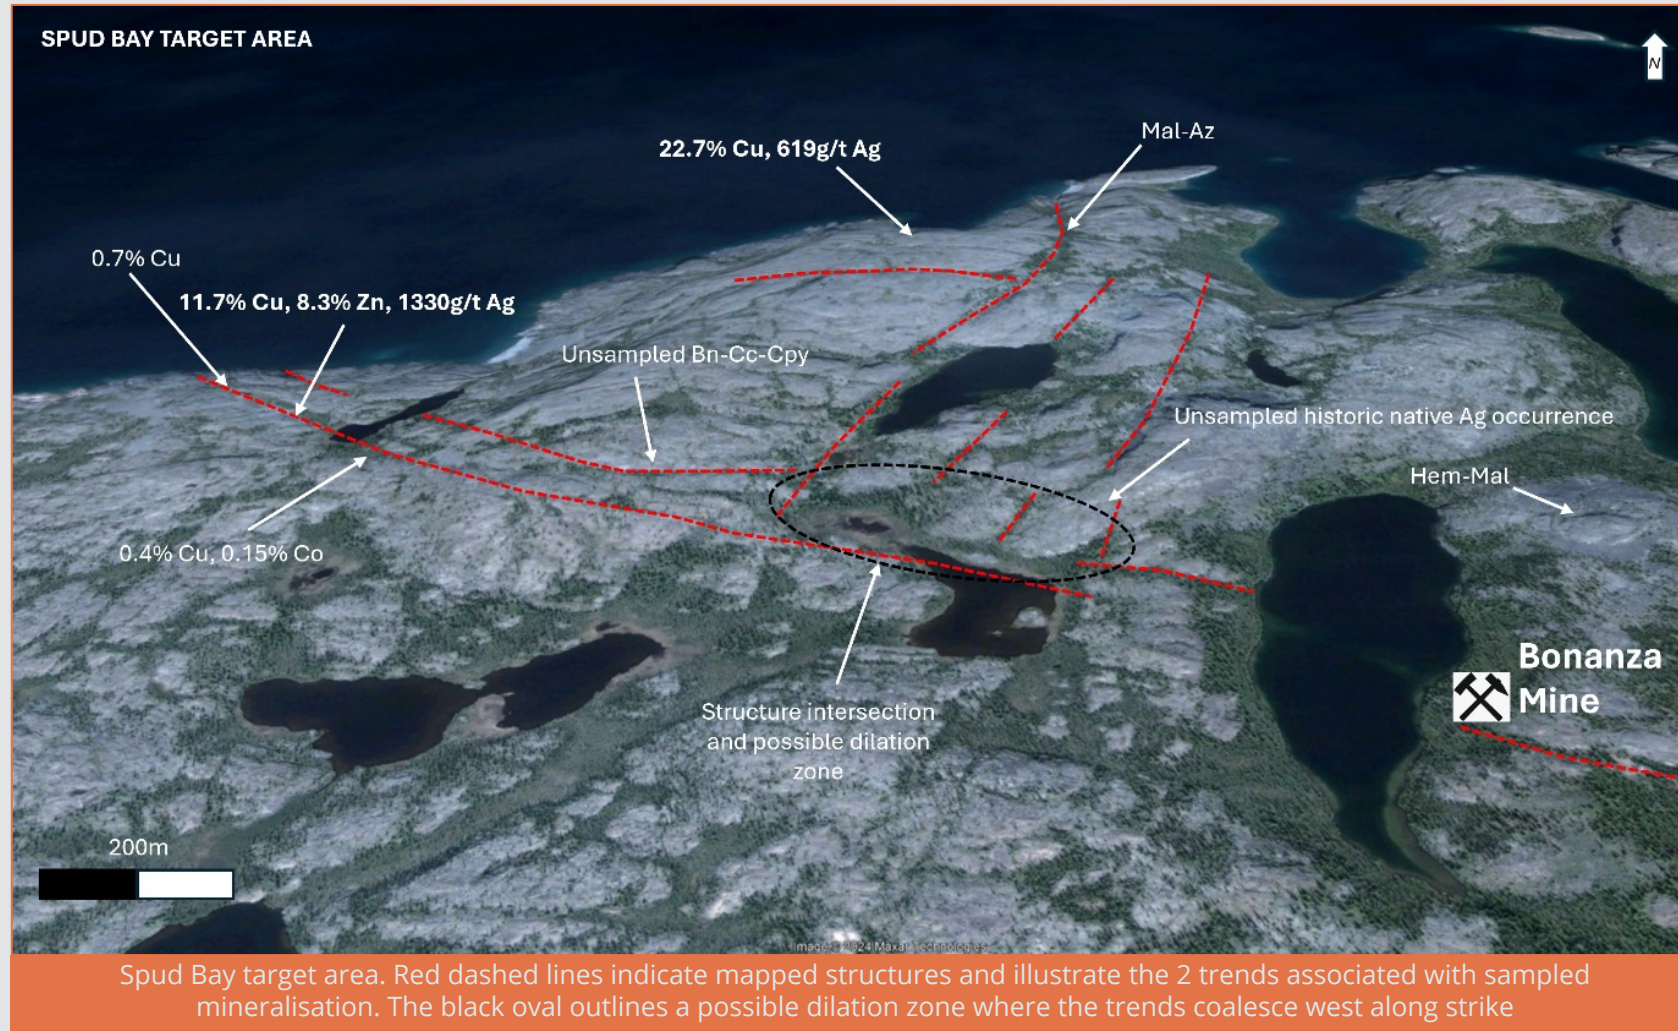 SPUD BAY TARGET AREA
N
Mal-Az
22.7% Cu, 619g/t Ag
0.7% Cu
11.7% Cu, 8.3% Zn, 1330g/t Ag
Unsampled Bn-Cc-Cpy
Unsampled historic native Ag occurrence
Hem-Mal
0.4% Cu, 0.15% Co
Bonanza
Mine
Structure intersection
and possible dilation
zone
200m
Image © 2024 Maxar Technologies
Spud Bay target area. Red dashed lines indicate mapped structures and illustrate the 2 trends associated with sampled
mineralisation. The black oval outlines a possible dilation zone where the trends coalesce west along strike